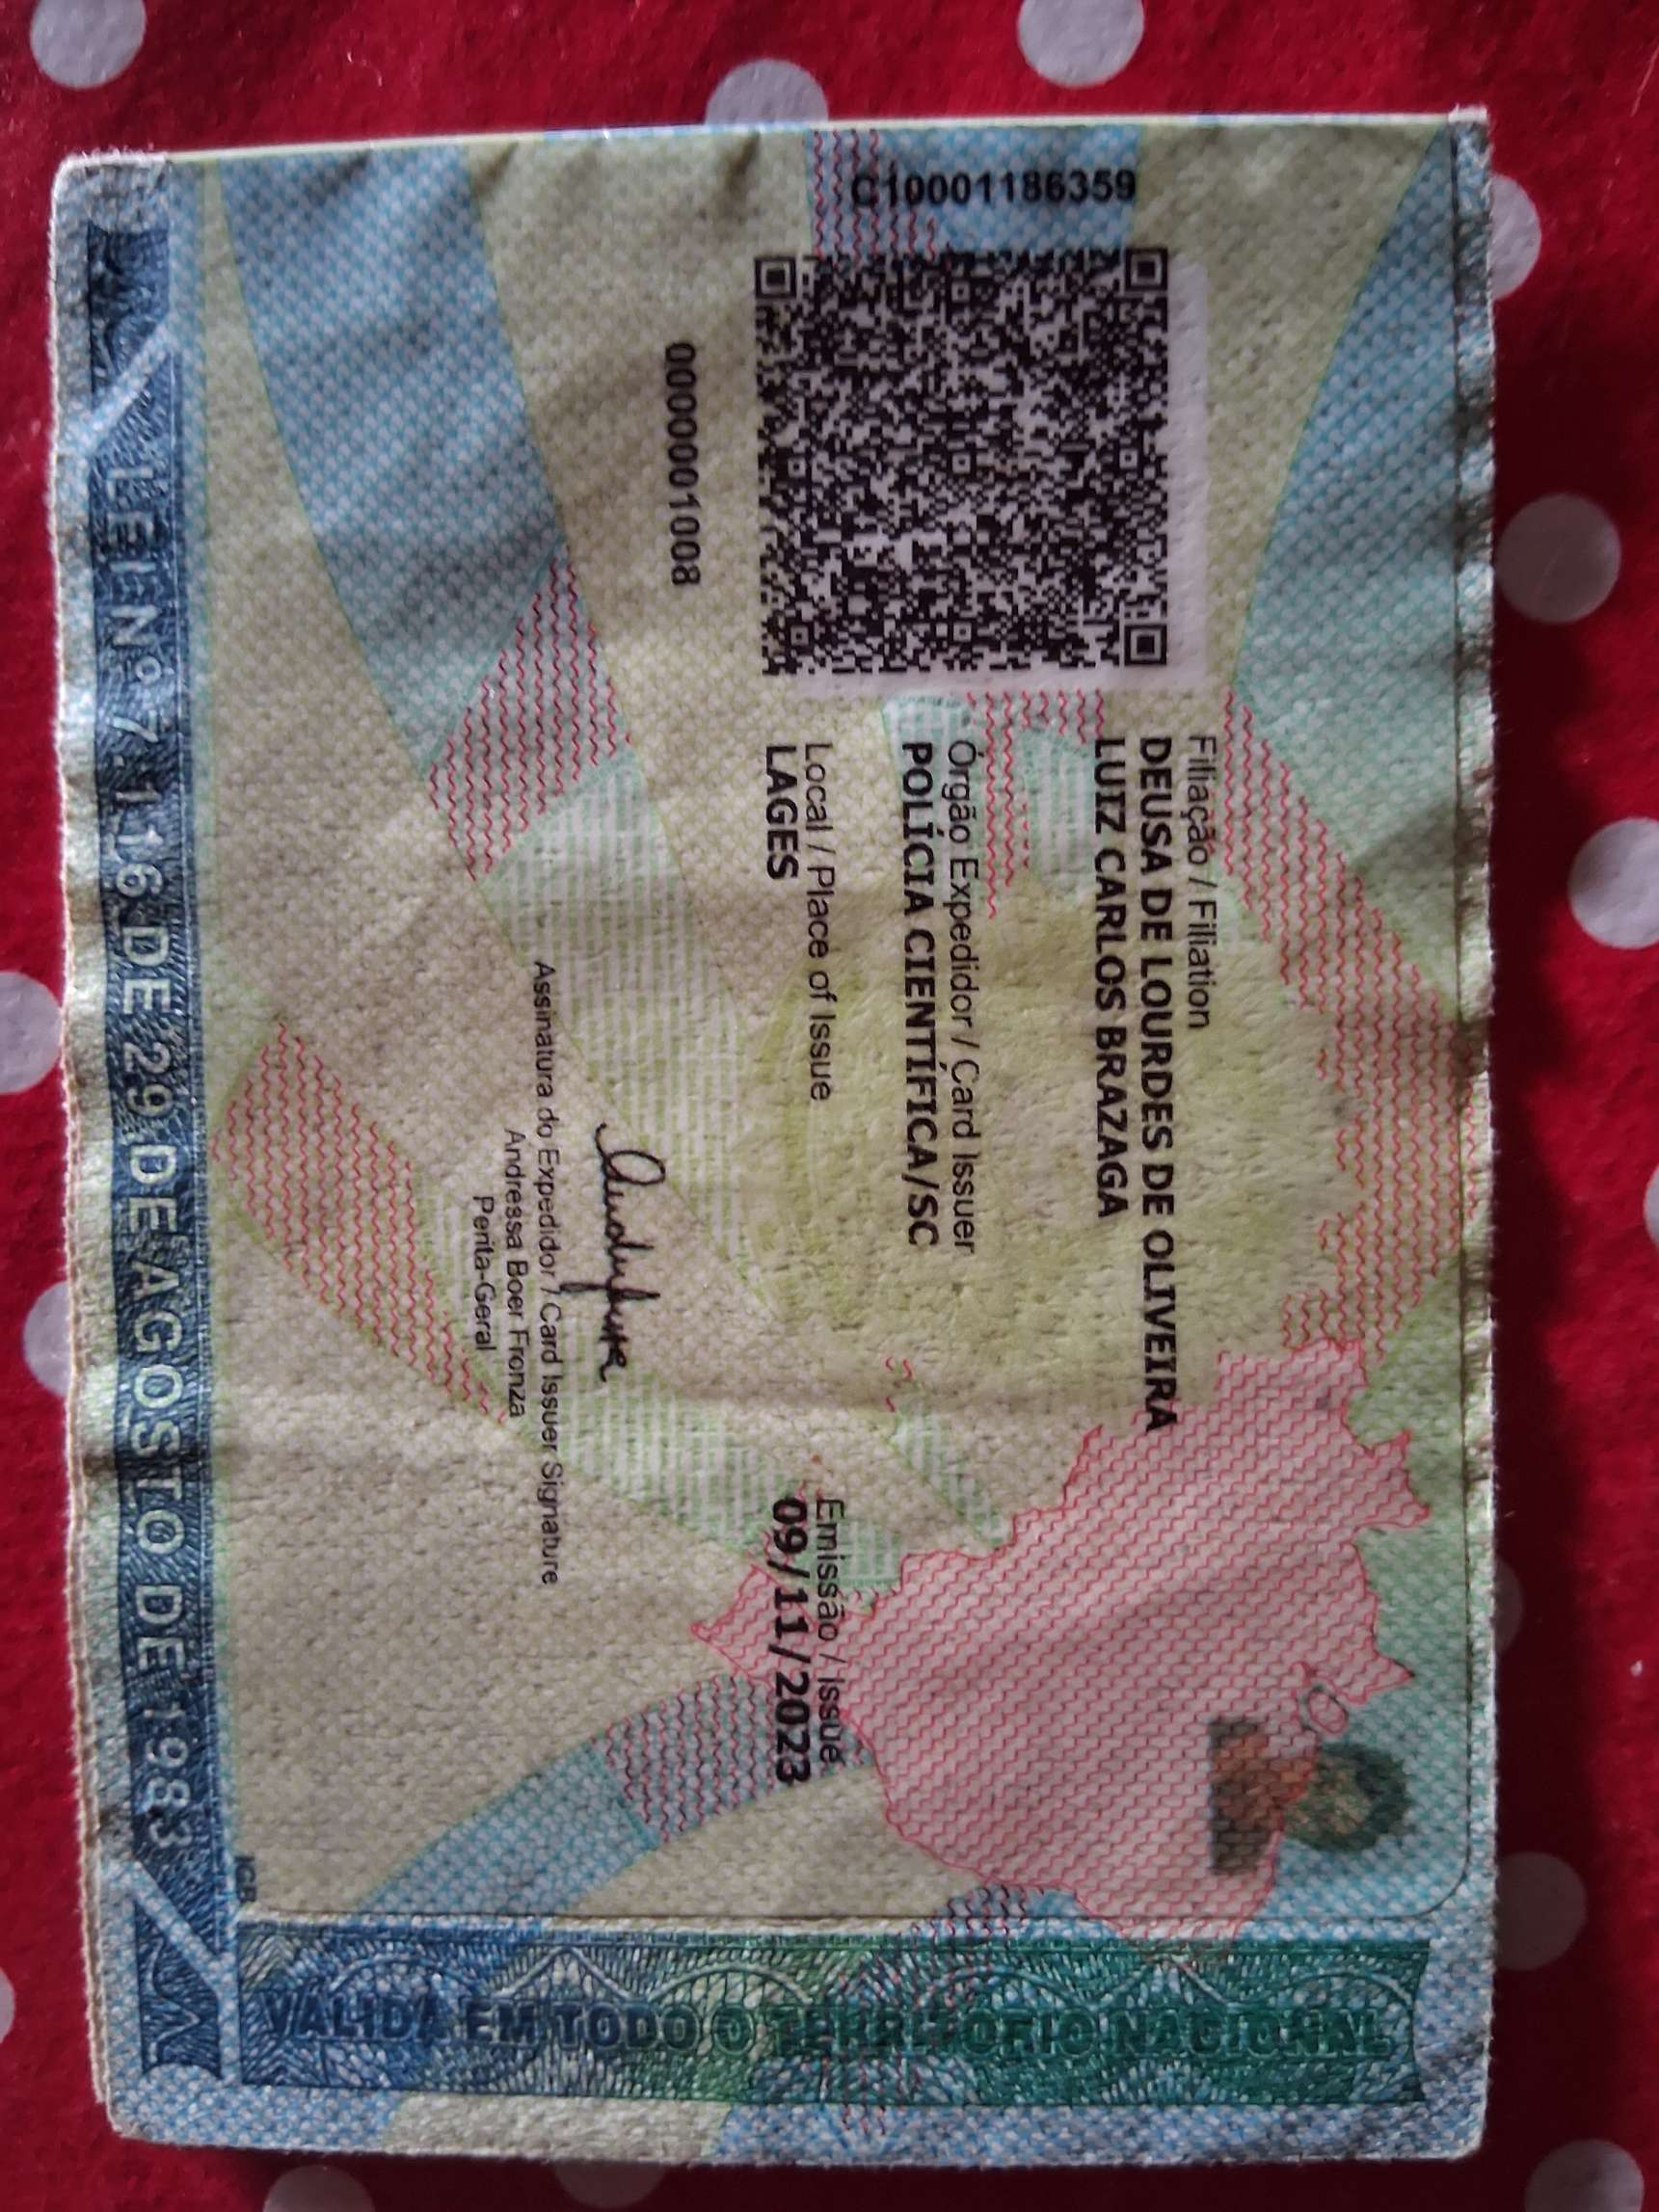 C10001186359
Filiação / Filiation
DEUSA DE LOURDES DE OLIVEIRA
LUIZ CARLOS BRAZAGA
Órgão Expedidor / Card Issuer
POLÍCIA CIENTÍFICA/SC
Local / Place of Issue
LAGES
Emissão / Issue
09/11/2023
0000001008
Assinatura do Expedidor / Card Issuer Signature
Andressa Boer Fronza
Perita-Geral
VÁLIDA EM TODO O TERRITÓRIO NACIONAL
LEI Nº 7.116 DE 29 DE AGOSTO DE 1983